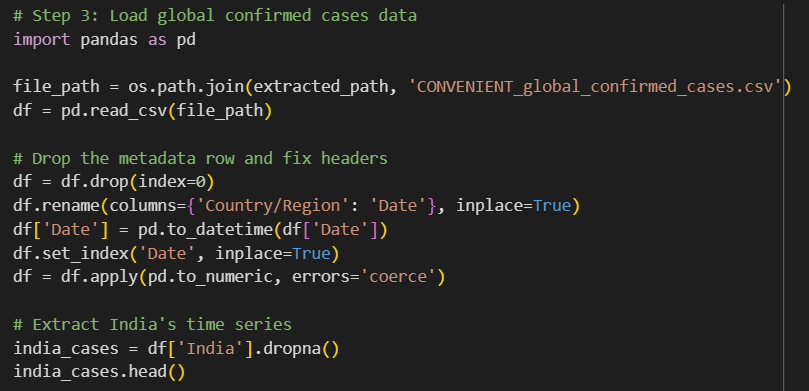 # Step 3: Load global confirmed cases data
import pandas as pd
file_path = os.path.join(extracted_path, 'CONVENIENT_global_confirmed_cases.csv')
df = pd.read_csv(file_path)
# Drop the metadata row and fix headers
df = df.drop(index=0)
df.rename(columns={'Country/Region': 'Date'}, inplace=True)
df['Date'] = pd.to_datetime(df['Date'])
df.set_index('Date', inplace=True)
df = df.apply(pd.to_numeric, errors='coerce')
# Extract India's time series
india_cases = df['India'].dropna()
india_cases.head()